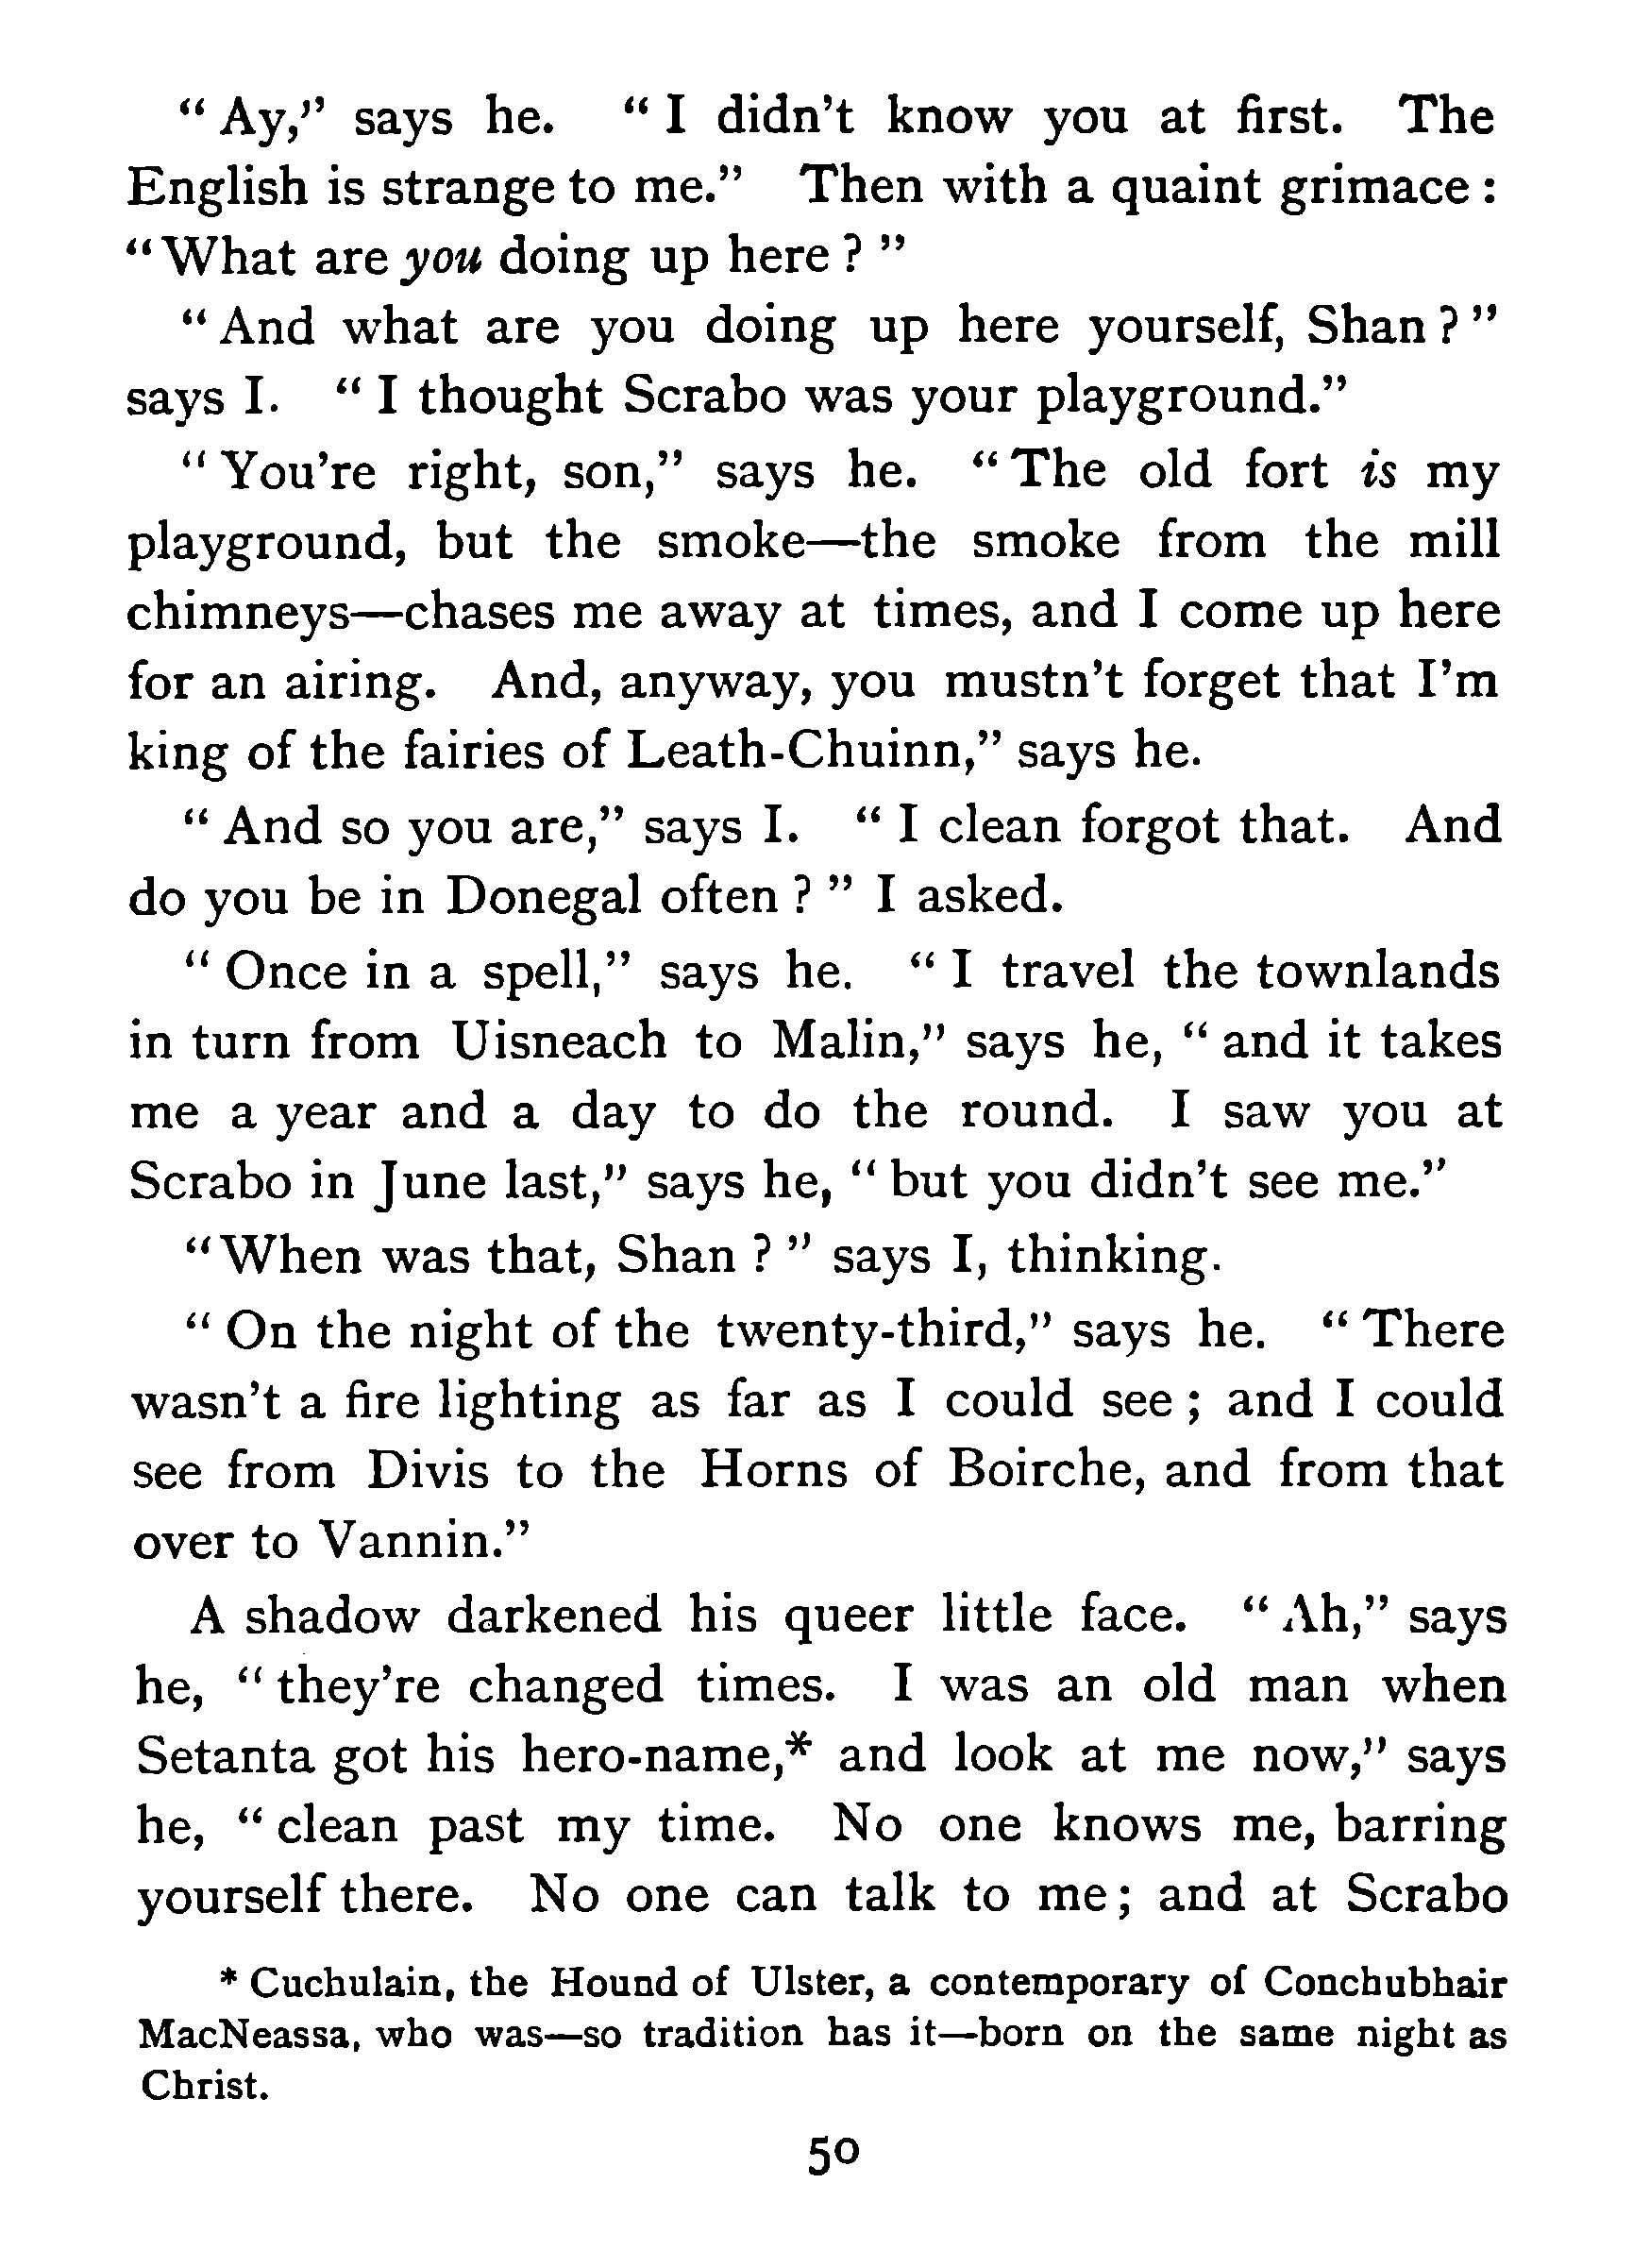 “ Ay,” says he. “ I didn’t know you at first. The
English is strange to me.” Then with a quaint grimace :
“What are you doing up here ? ”
“ And what are you doing up here yourself, Shan ? ”
says I. “ I thought Scrabo was your playground.”
“ You’re right, son,” says he. “ The old fort is my
playground, but the smoke—the smoke from the mill
chimneys—chases me away at times, and I come up here
for an airing. And, anyway, you mustn’t forget that I’m
king of the fairies of Leath-Chuinn,” says he.
“ And so you are,” says I. “ I clean forgot that. And
do you be in Donegal often ? ” I asked.
“ Once in a spell,” says he. “ I travel the townlands
in turn from Uisneach to Malin,” says he, “ and it takes
me a year and a day to do the round. I saw you at
Scrabo in June last,” says he, “ but you didn’t see me.”
“When was that, Shan ? ” says I, thinking.
“ On the night of the twenty-third,” says he. “ There
wasn’t a fire lighting as far as I could see ; and I could
see from Divis to the Horns of Boirche, and from that
over to Vannin.”
A shadow darkened his queer little face. “ Ah,” says
he, “ they’re changed times. I was an old man when
Setanta got his hero-name,* and look at me now,” says
he, “ clean past my time. No one knows me, barring
yourself there. No one can talk to me ; and at Scrabo
* Cuchulain, the Hound of Ulster, a contemporary of Conchubhair
MacNeassa, who was—so tradition has it—born on the same night as
Christ.
50